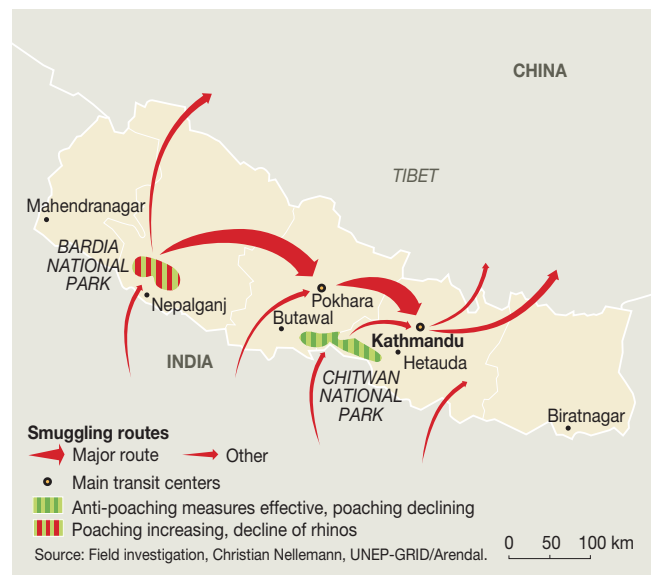 CHINA
TIBET
Mahendranagar
BARDIA
NATIONAL
PARK
Nepalganj
Pokhara
Butawal
Kathmandu
Hetauda
INDIA
CHITWAN
NATIONAL
PARK
Biratnagar
Smuggling routes
Major route
Other
Main transit centers
Anti-poaching measures effective, poaching declining
Poaching increasing, decline of rhinos
Source: Field investigation, Christian Nellemann, UNEP-GRID/Arendal.
0 50 100 km